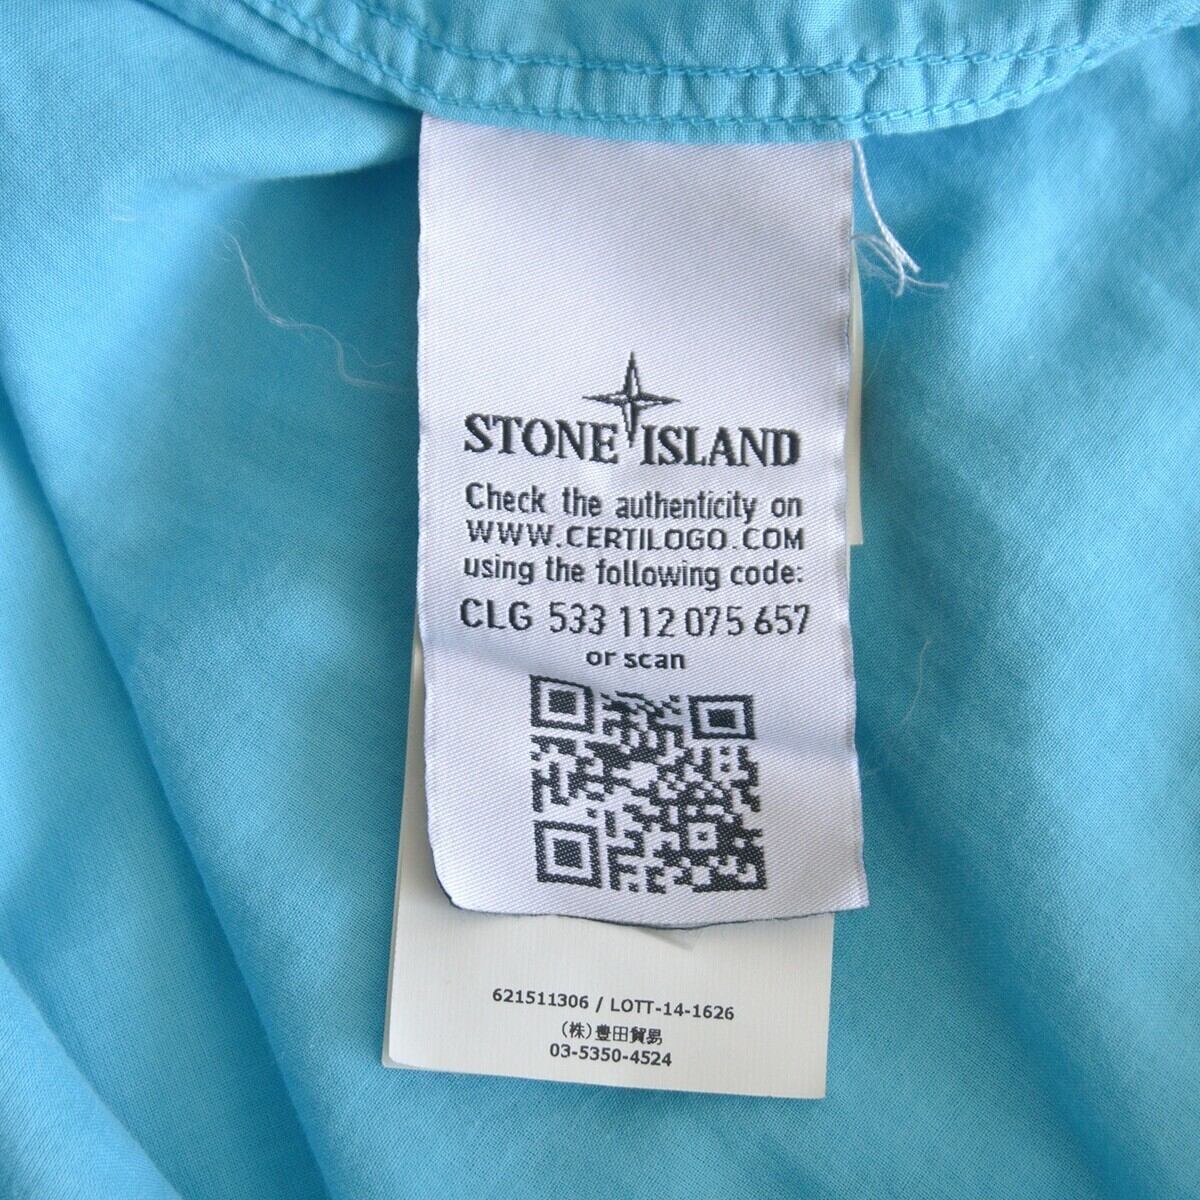 STONE ISLAND
Check the authenticity on
WWW.CERTILOGO.COM
using the following code:
CLG 533 112 075 657
or scan
621511306 / LOTT-14-1626
(株)豊田貿易
03-5350-4524